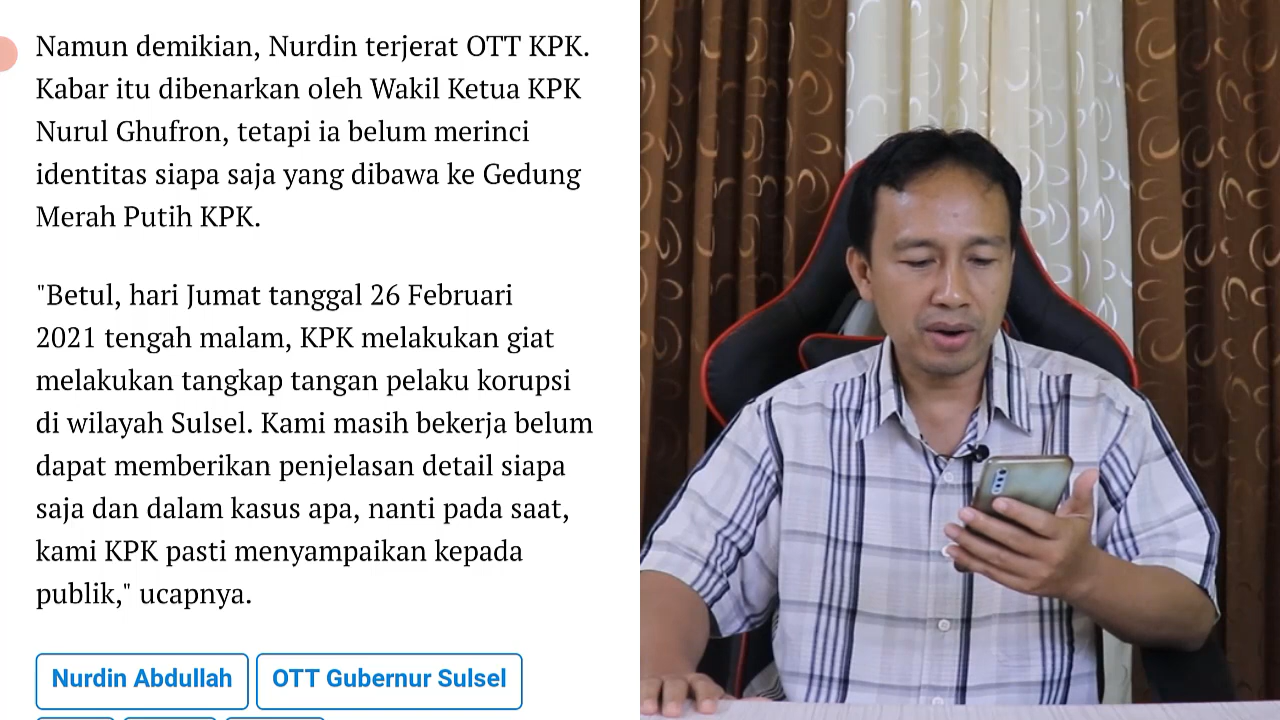 Namun demikian, Nurdin terjerat OTT KPK.
Kabar itu dibenarkan oleh Wakil Ketua KPK
Nurul Ghufron, tetapi ia belum merinci
identitas siapa saja yang dibawa ke Gedung
Merah Putih KPK.
"Betul, hari Jumat tanggal 26 Februari
2021 tengah malam, KPK melakukan giat
melakukan tangkap tangan pelaku korupsi
di wilayah Sulsel. Kami masih bekerja belum
dapat memberikan penjelasan detail siapa
saja dan dalam kasus apa, nanti pada saat,
kami KPK pasti menyampaikan kepada
publik," ucapnya.
Nurdin Abdullah
OTT Gubernur Sulsel